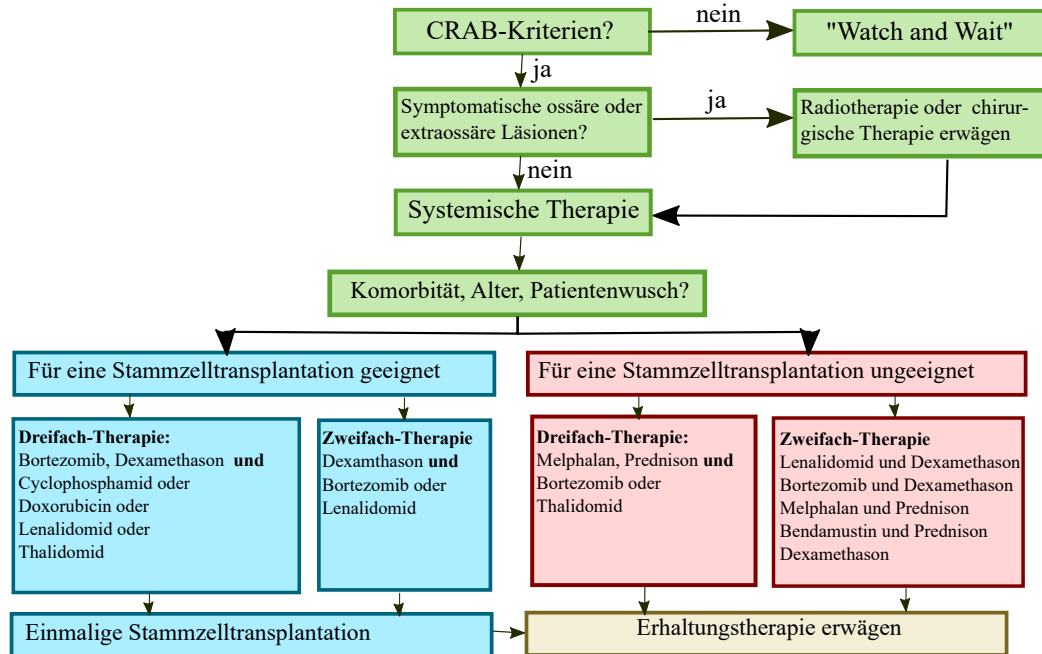 CRAB-Kriterien?
nein
"Watch and Wait"
ja
Symptomatische ossäre oder
extraossäre Läsionen?
ja
Radiotherapie oder chirur-
gische Therapie erwägen
nein
Systemische Therapie
Komorbität, Alter, Patientenwusch?
Für eine Stammzelltransplantation geeignet
Für eine Stammzelltransplantation ungeeignet
Dreifach-Therapie:
Bortezomib, Dexamethason und
Cyclophosphamid oder
Doxorubicin oder
Lenalidomid oder
Thalidomid
Zweifach-Therapie
Dexamthason und
Bortezomib oder
Lenalidomid
Dreifach-Therapie:
Melphalan, Prednison und
Bortezomib oder
Thalidomid
Zweifach-Therapie
Lenalidomid und Dexamethason
Bortezomib und Dexamethason
Melphalan und Prednison
Bendamustin und Prednison
Dexamethason
Einmalige Stammzelltransplantation
Erhaltungstherapie erwägen